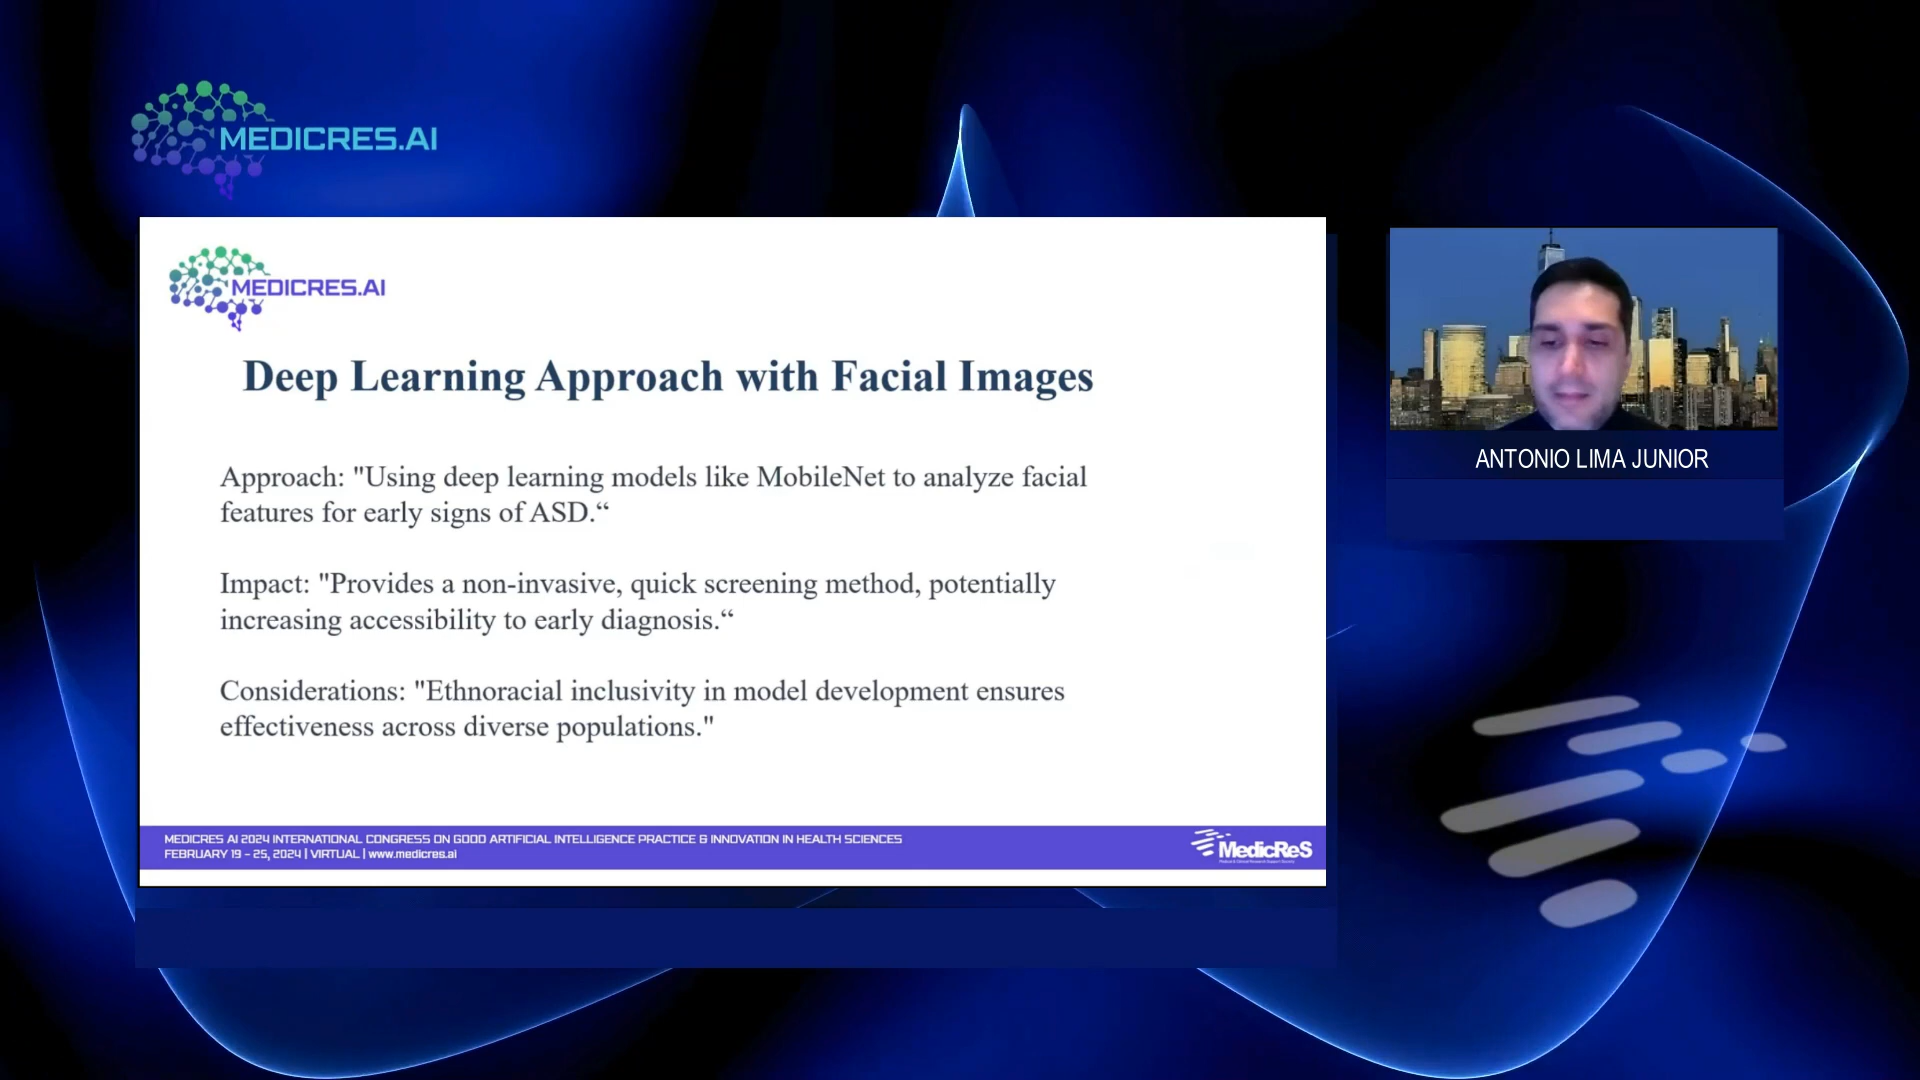 MEDICRES.AI
MEDICRES.AI
Deep Learning Approach with Facial Images
Approach: "Using deep learning models like MobileNet to analyze facial
features for early signs of ASD.“
Impact: "Provides a non-invasive, quick screening method, potentially
increasing accessibility to early diagnosis.“
Considerations: "Ethnoracial inclusivity in model development ensures
effectiveness across diverse populations."
MEDICRES AI 2024 INTERNATIONAL CONGRESS ON GOOD ARTIFICIAL INTELLIGENCE PRACTICE & INNOVATION IN HEALTH SCIENCES
FEBRUARY 19 - 25, 2024 | VIRTUAL | www.medicres.ai
MedicReS
ANTONIO LIMA JUNIOR